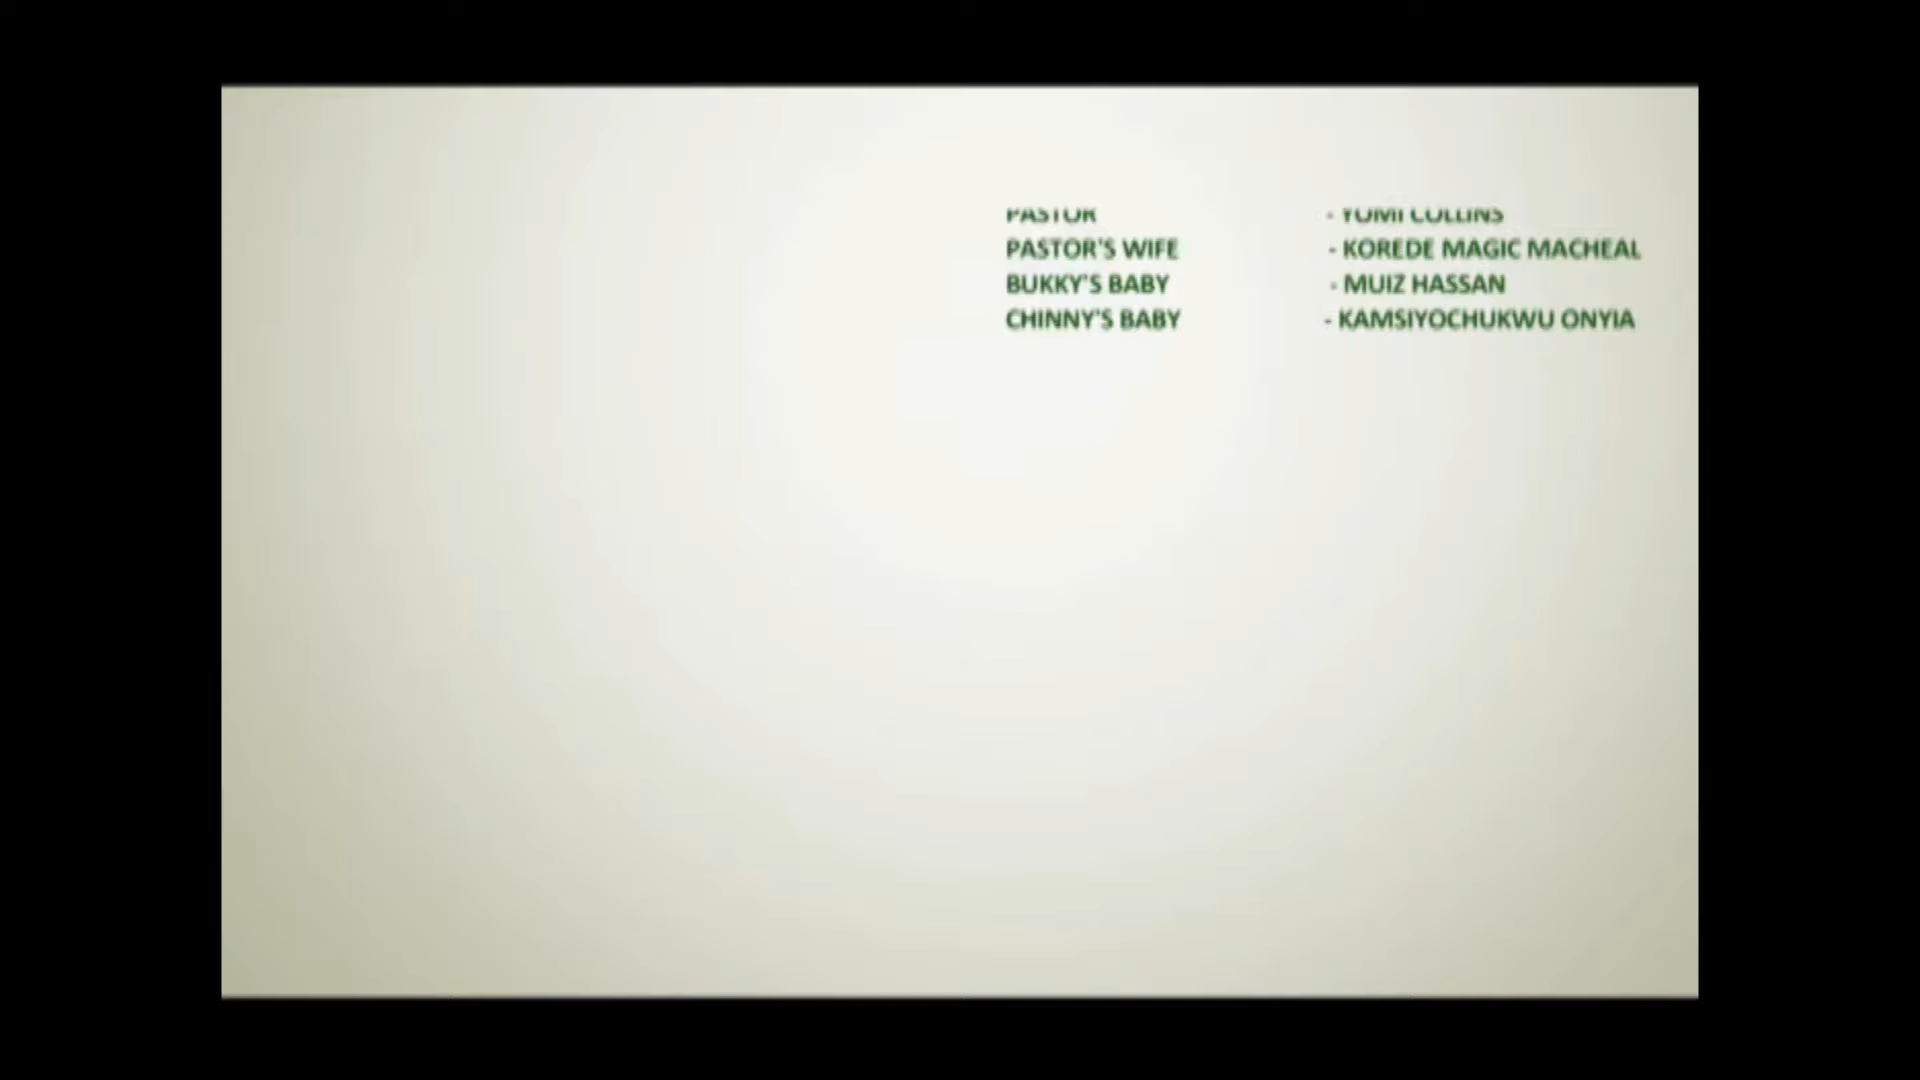 PASTOR - YOMI COLLINS
PASTOR'S WIFE - KOREDE MAGIC MACHEAL
BUKKY'S BABY - MUIZ HASSAN
CHINNY'S BABY - KAMSIYOCHUKWU ONYIA